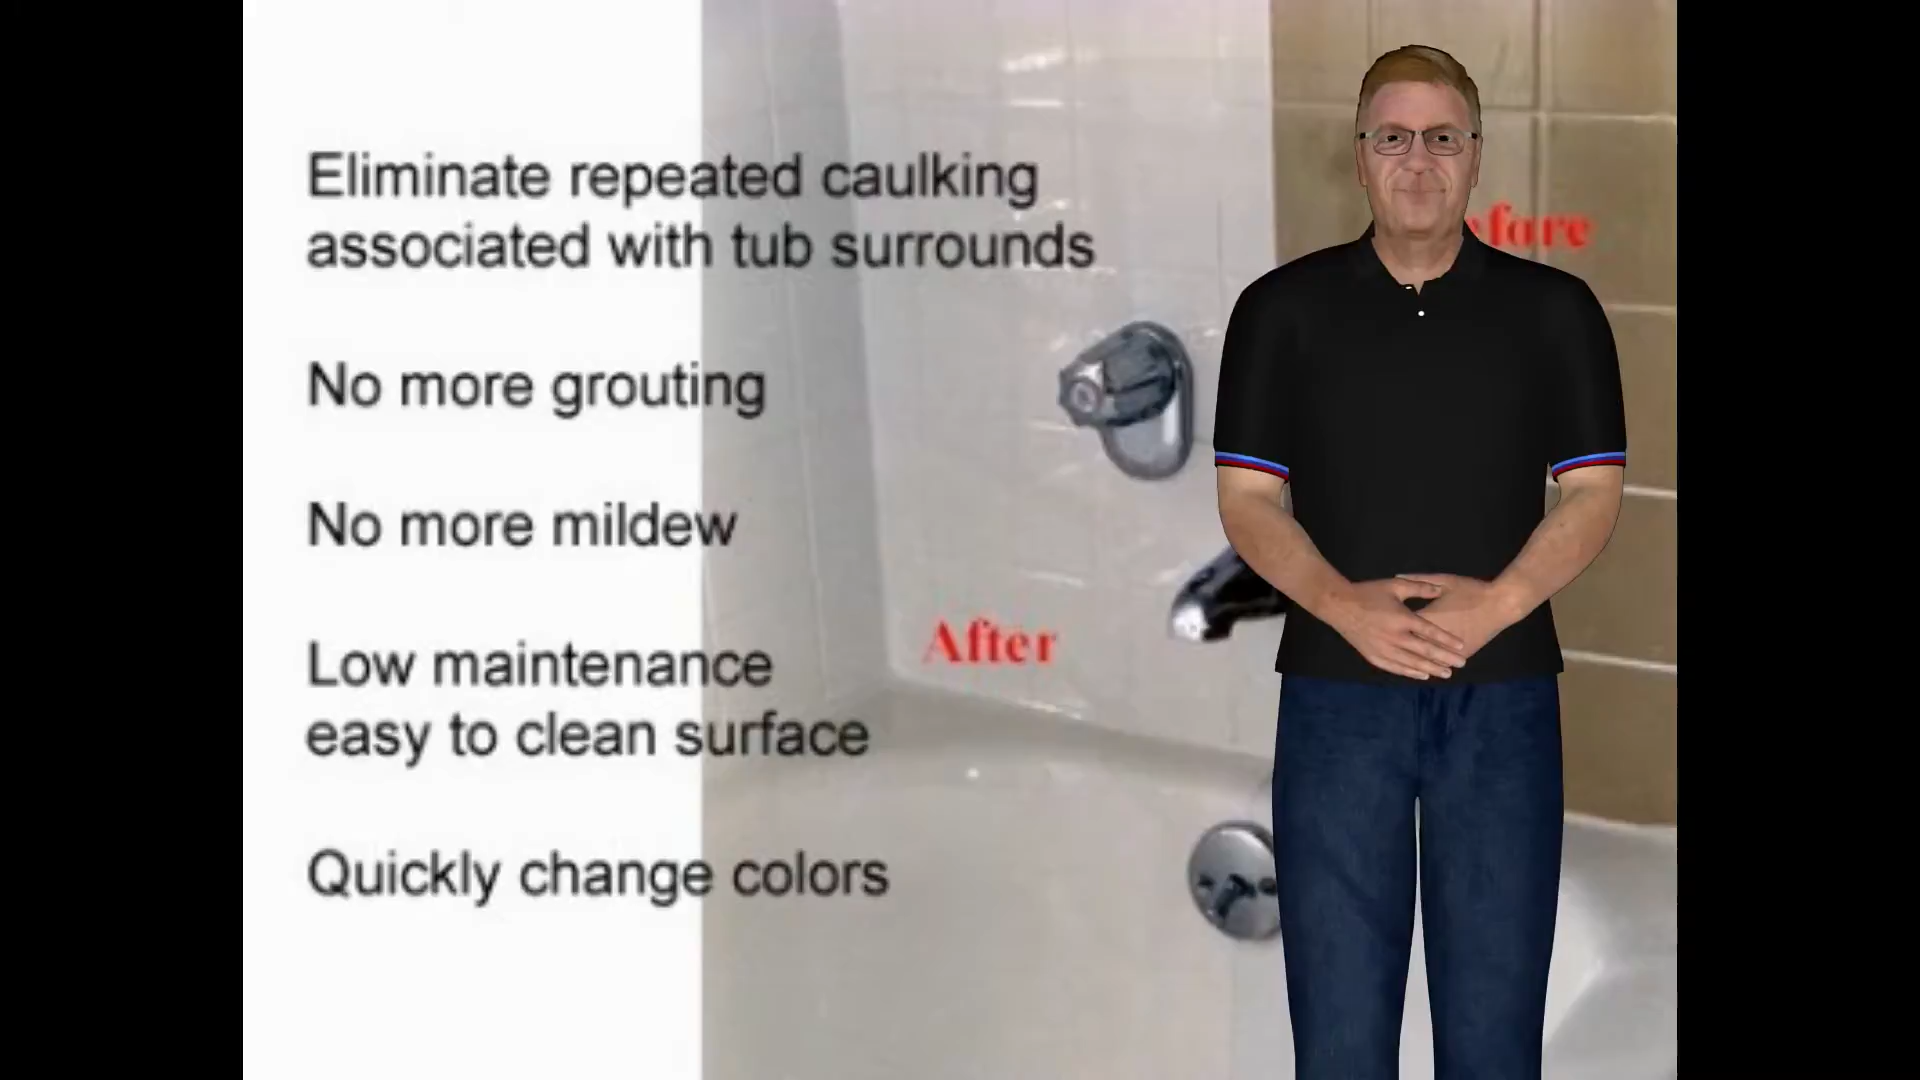 Eliminate repeated caulking
associated with tub surrounds
No more grouting
No more mildew
Low maintenance
easy to clean surface
Quickly change colors
After